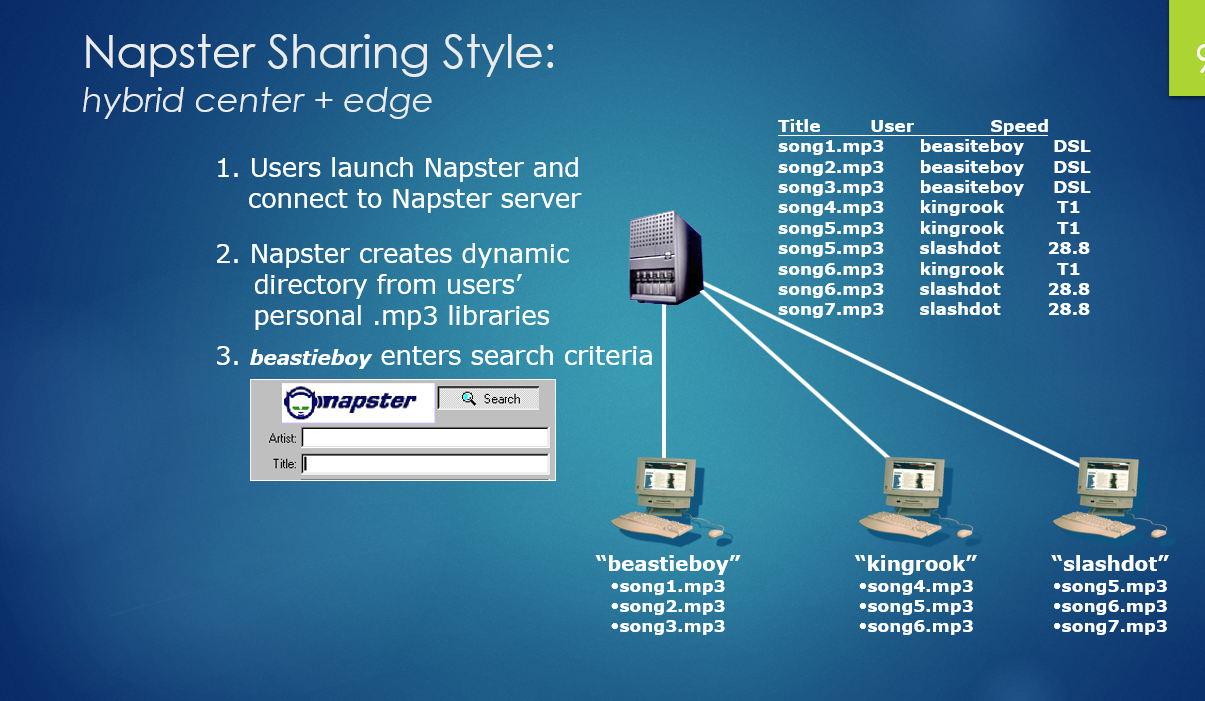 Napster Sharing Style:
hybrid center + edge
9
1. Users launch Napster and
connect to Napster server
2. Napster creates dynamic
directory from users’
personal .mp3 libraries
3. beastieboy enters search criteria
napster
Search
Artist:
Title:
Title User Speed
song1.mp3 beasiteboy DSL
song2.mp3 beasiteboy DSL
song3.mp3 beasiteboy DSL
song4.mp3 kingrook T1
song5.mp3 kingrook T1
song5.mp3 slashdot 28.8
song6.mp3 kingrook T1
song6.mp3 slashdot 28.8
song7.mp3 slashdot 28.8
“beastieboy”
•song1.mp3
•song2.mp3
•song3.mp3
“kingrook”
•song4.mp3
•song5.mp3
•song6.mp3
“slashdot”
•song5.mp3
•song6.mp3
•song7.mp3